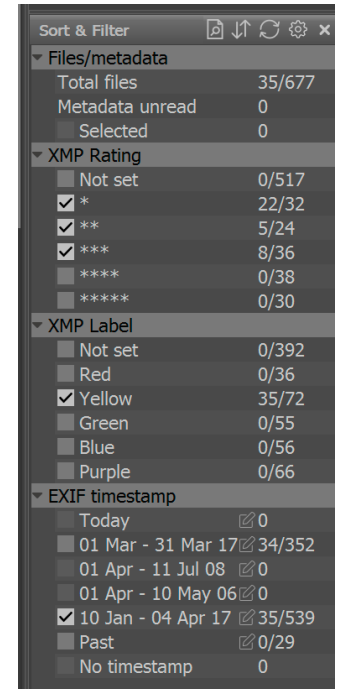 Sort & Filter
Files/metadata
Total files 35/677
Metadata unread 0
Selected 0
XMP Rating
Not set 0/517
* 22/32
** 5/24
*** 8/36
**** 0/38
***** 0/30
XMP Label
Not set 0/392
Red 0/36
Yellow 35/72
Green 0/55
Blue 0/56
Purple 0/66
EXIF timestamp
Today 0
01 Mar - 31 Mar 17 34/352
01 Apr - 11 Jul 08 0
01 Apr - 10 May 06 0
10 Jan - 04 Apr 17 35/539
Past 0/29
No timestamp 0